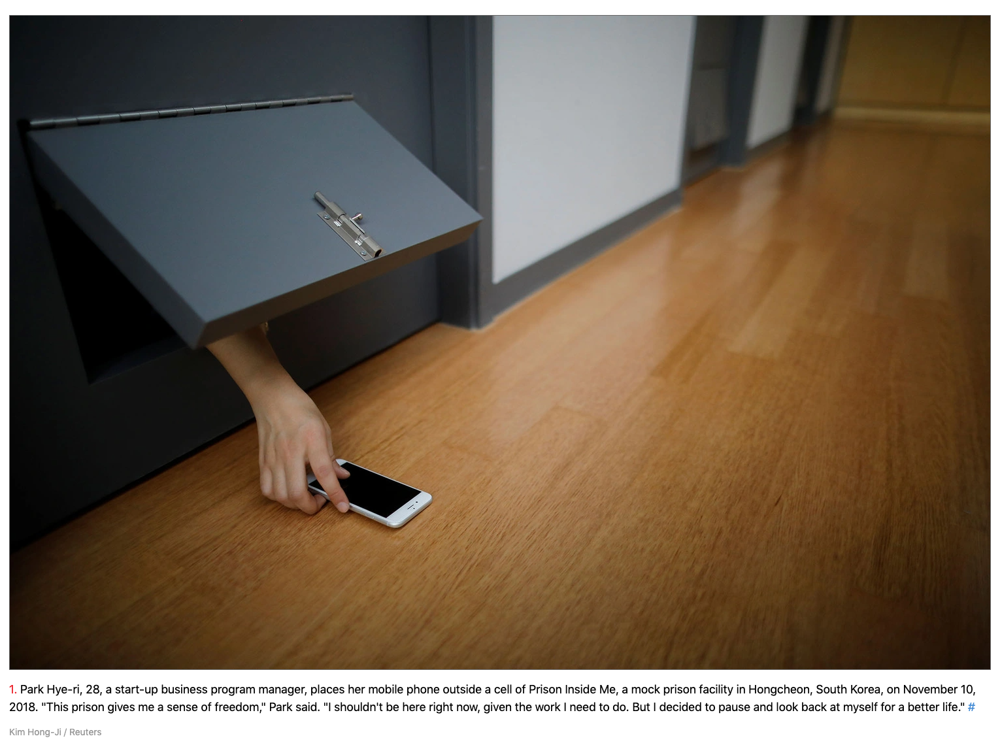 1. Park Hye-ri, 28, a start-up business program manager, places her mobile phone outside a cell of Prison Inside Me, a mock prison facility in Hongcheon, South Korea, on November 10,
2018. "This prison gives me a sense of freedom," Park said. "I shouldn't be here right now, given the work I need to do. But I decided to pause and look back at myself for a better life." #
Kim Hong-Ji / Reuters